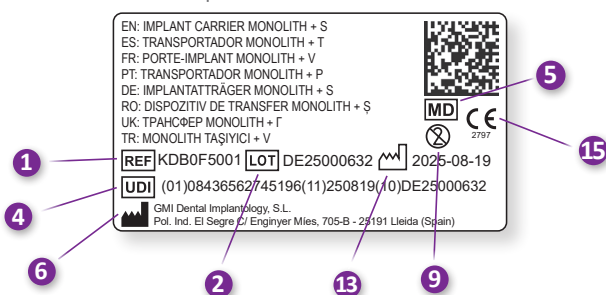 EN: IMPLANT CARRIER MONOLITH + S
ES: TRANSPORTADOR MONOLITH + T
FR: PORTE-IMPLANT MONOLITH + V
PT: TRANSPORTADOR MONOLITH + P
DE: IMPLANTATTRÄGER MONOLITH + S
RO: DISPOZITIV DE TRANSFER MONOLITH + Ș
UK: ТРАНСФЕР MONOLITH + Г
TR: MONOLITH TAŞIYICI + V
MD
5
CE
2797
15
1
REF KDB0F5001 LOT DE25000632 2025-08-19
4
UDI (01)08436562745196(11)250819(10)DE25000632
GMI Dental Implantology, S.L.
Pol. Ind. El Segre C/ Enginyer Míes, 705-B - 25191 Lleida (Spain)
6
2
13
9